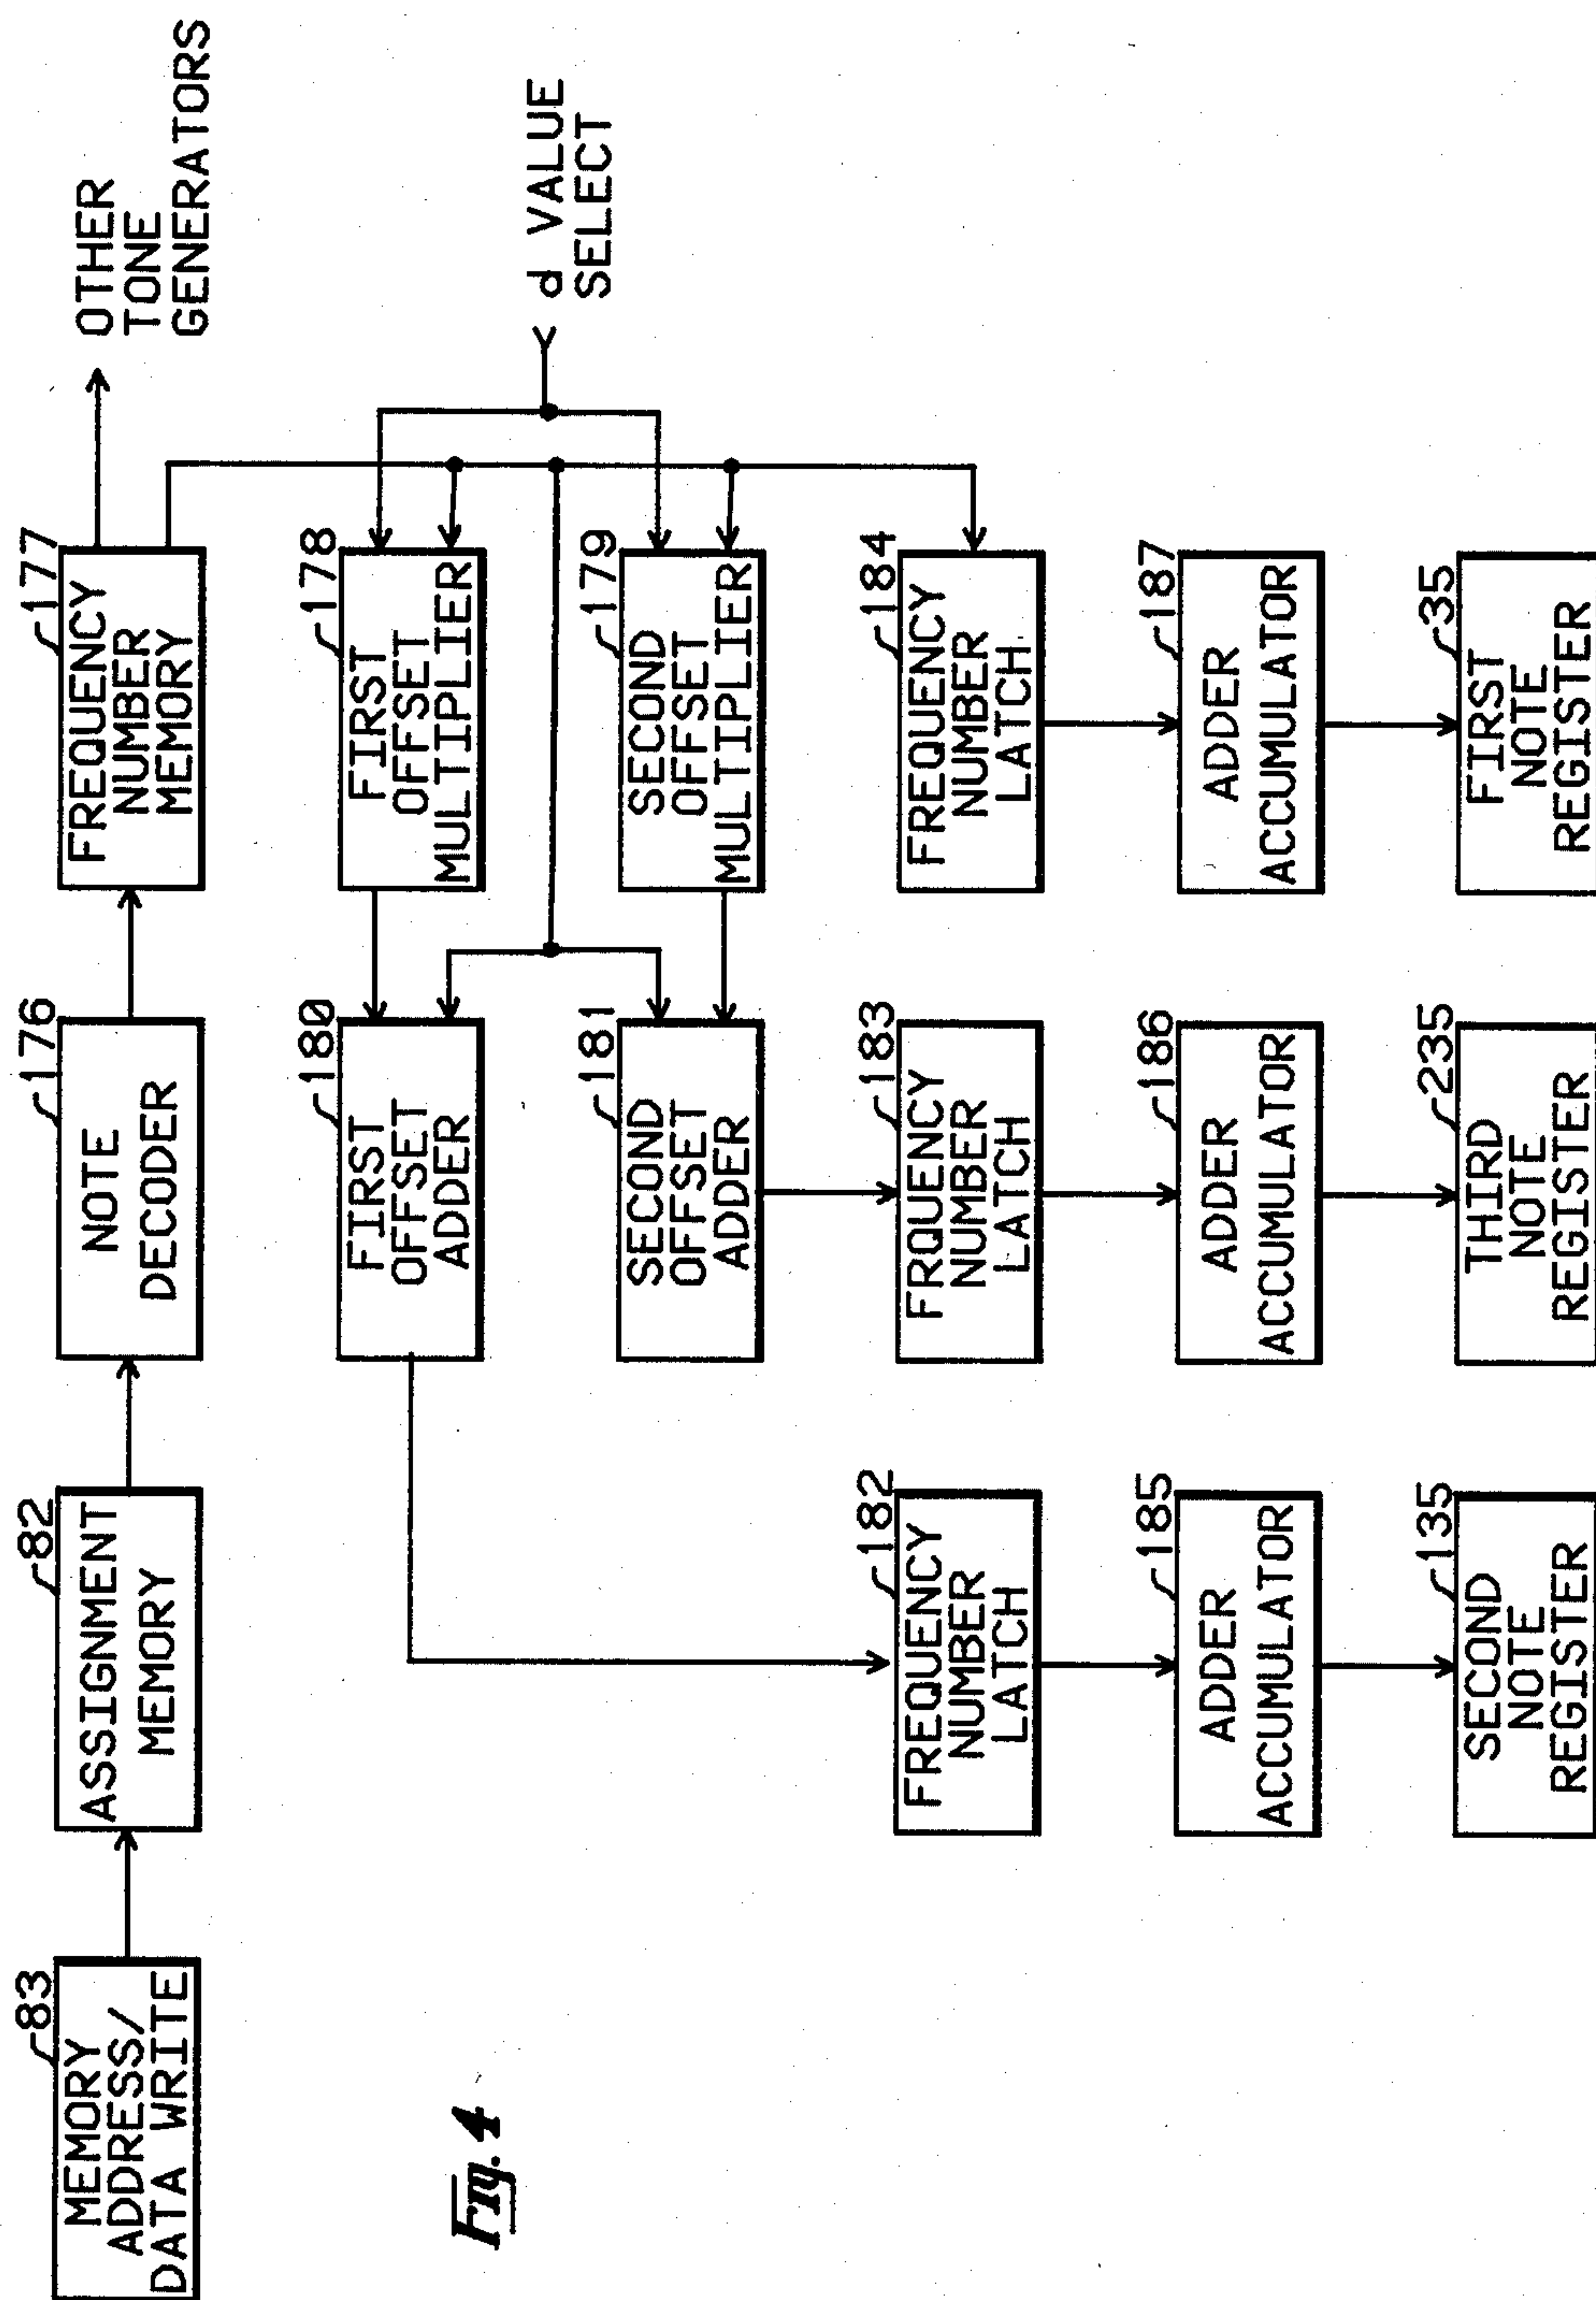 83
MEMORY
ADDRESS/
DATA WRITE
82
ASSIGNMENT
MEMORY
176
NOTE
DECODER
177
FREQUENCY
NUMBER
MEMORY
OTHER
TONE
GENERATORS
180
FIRST
OFFSET
ADDER
178
FIRST
OFFSET
MULTIPLIER
d VALUE
SELECT
181
SECOND
OFFSET
ADDER
179
SECOND
OFFSET
MULTIPLIER
182
FREQUENCY
NUMBER
LATCH
183
FRQUENCY
NUMBER
LATCH
184
FREQUENCY
NUMBER
LATCH
185
ADDER
ACCUMULATOR
186
ADDER
ACCUMULATOR
187
ADDER
ACCUMULATOR
135
SECOND
NOTE
REGISTER
235
THIRD
NOTE
REGISTER
35
FIRST
NOTE
REGISTER
Fig. 4